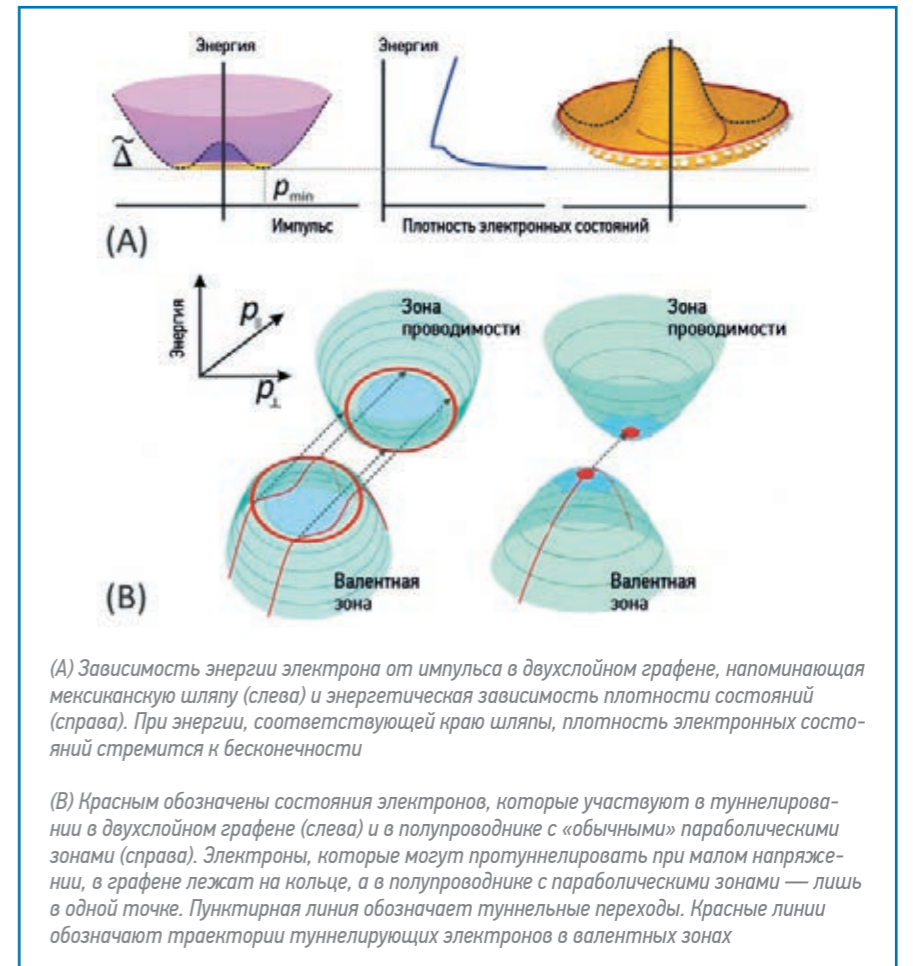 Энергия
Энергия
Δ̃
p min
Импульс
Плотность электронных состояний
(A)
Энергия
p∥
p⊥
Зона
проводимости
Зона
проводимости
Валентная
зона
Валентная
зона
(B)
(А) Зависимость энергии электрона от импульса в двухслойном графене, напоминающая
мексиканскую шляпу (слева) и энергетическая зависимость плотности состояний
(справа). При энергии, соответствующей краю шляпы, плотность электронных состо-
яний стремится к бесконечности
(В) Красным обозначены состояния электронов, которые участвуют в туннелирова-
нии в двухслойном графене (слева) и в полупроводнике с «обычными» параболическими
зонами (справа). Электроны, которые могут протуннелировать при малом напряже-
нии, в графене лежат на кольце, а в полупроводнике с параболическими зонами — лишь
в одной точке. Пунктирная линия обозначает туннельные переходы. Красные линии
обозначают траектории туннелирующих электронов в валентных зонах